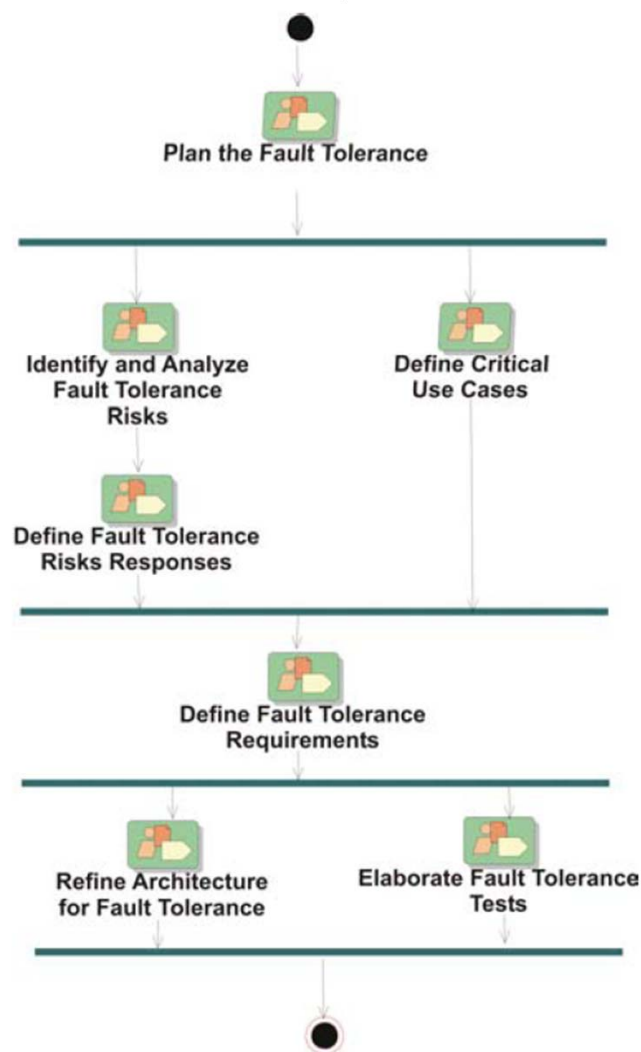 Plan the Fault Tolerance
Identify and Analyze
Fault Tolerance
Risks
Define Critical
Use Cases
Define Fault Tolerance
Risks Responses
Define Fault Tolerance
Requirements
Refine Architecture
for Fault Tolerance
Elaborate Fault Tolerance
Tests